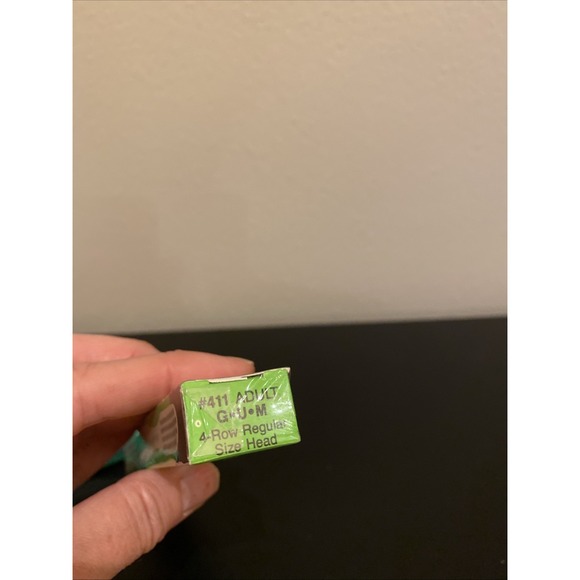 #411 ADULT
G•U•M
4-Row Regular
Size Head